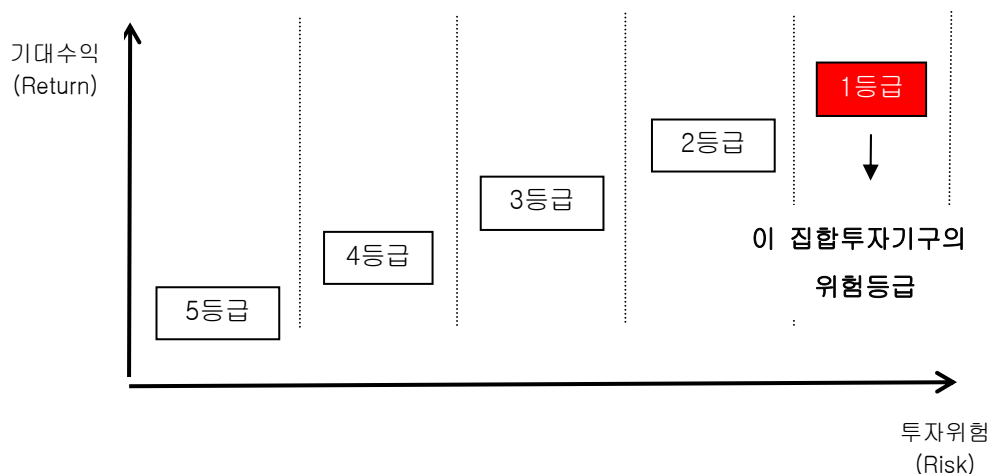 기대수익
(Return)
1등급
2등급
3등급
4등급
5등급
이 집합투자기구의
위험등급
투자위험
(Risk)